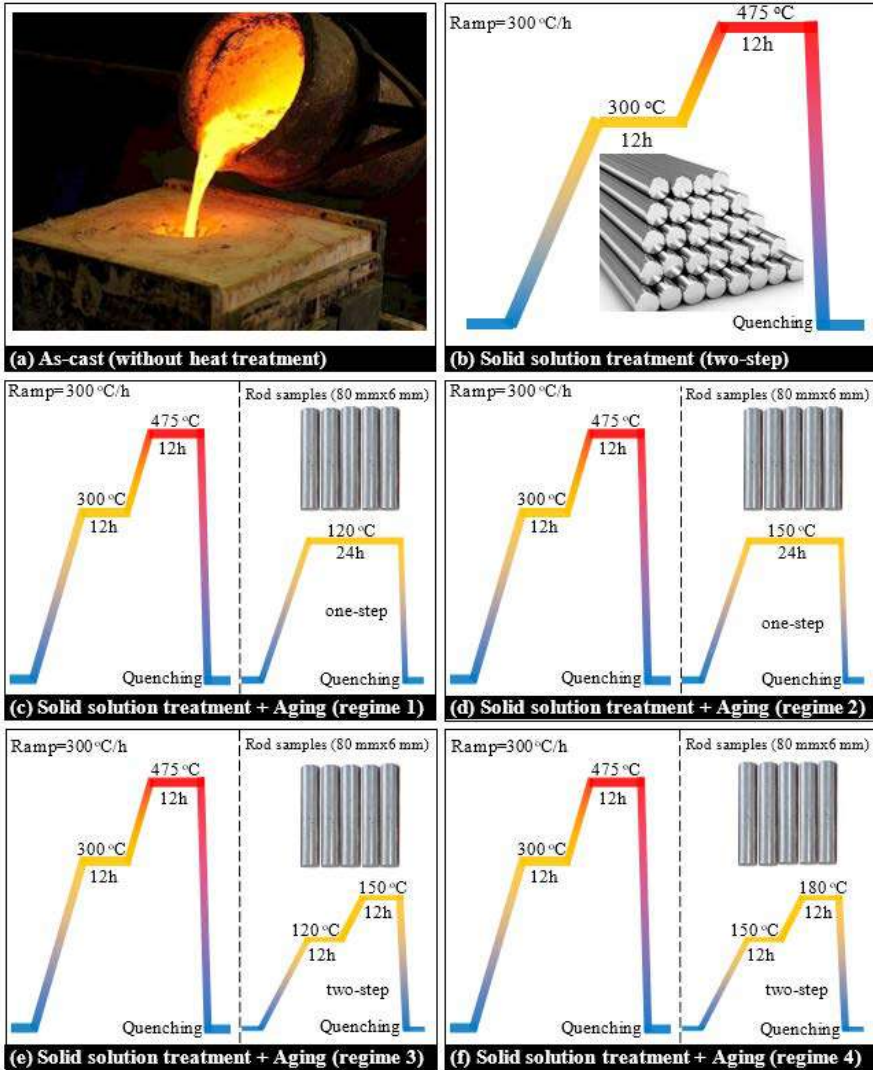 Ramp=300 °C/h
475 °C
12h
300 °C
12h
Quenching
(a) As-cast (without heat treatment)
(b) Solid solution treatment (two-step)
Ramp=300 °C/h
475 °C
12h
300 °C
12h
Quenching
Rod samples (80 mmx6 mm)
120 °C
24h
one-step
Quenching
(c) Solid solution treatment + Aging (regime 1)
Ramp=300 °C/h
475 °C
12h
300 °C
12h
Quenching
Rod samples (80 mmx6 mm)
150 °C
24h
one-step
Quenching
(d) Solid solution treatment + Aging (regime 2)
Ramp=300°C/h
475 °C
12h
300 °C
12h
Quenching
Rod samples (80 mmx6 mm)
150 °C
12h
120 °C
12h
two-step
Quenching
(e) Solid solution treatment + Aging (regime 3)
Ramp=300°C/h
475 °C
12h
300 °C
12h
Quenching
Rod samples (80 mmx6 mm)
180 °C
12h
150 °C
12h
two-step
Quenching
(f) Solid solution treatment + Aging (regime 4)